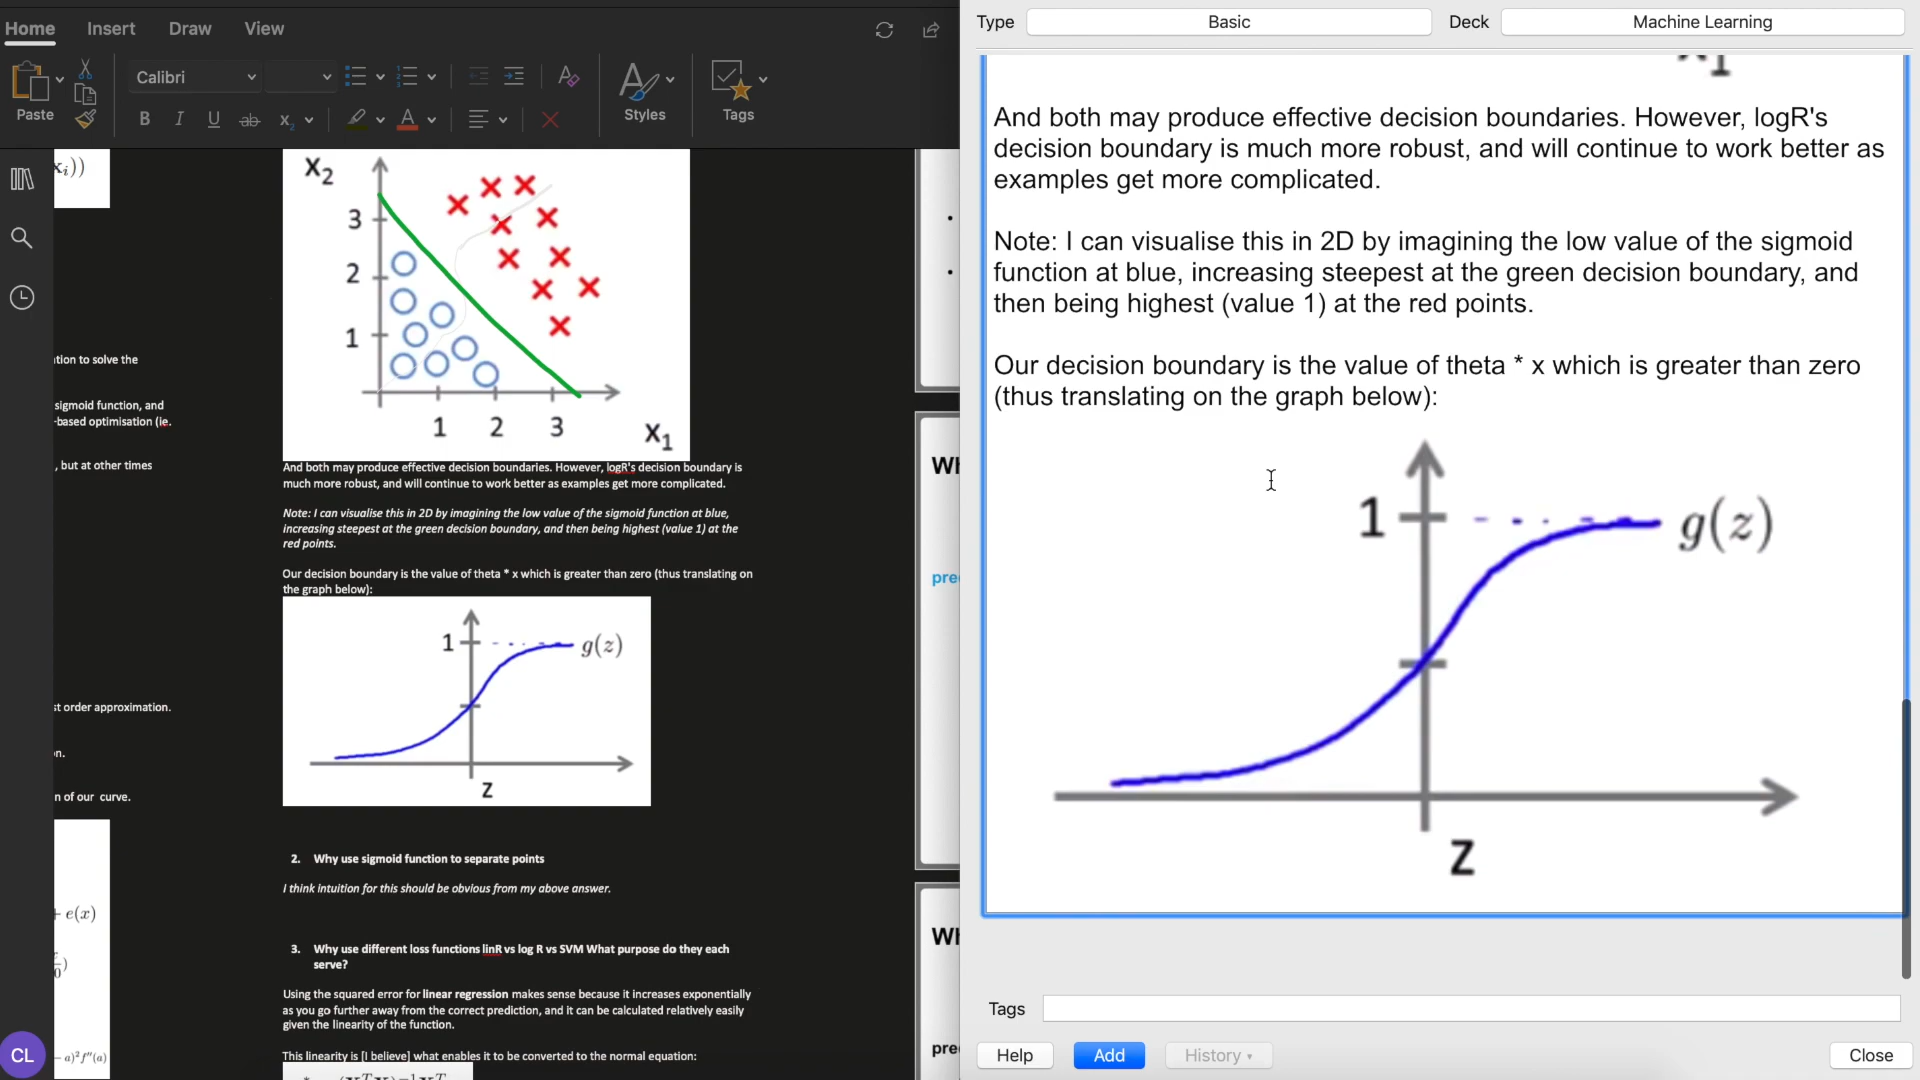 Home Insert Draw View
Paste
Calibri
B I U ab x₂ A
Styles
Tags
x_i))
tion to solve the
sigmoid function, and
-based optimisation (ie.
, but at other times
st order approximation.
n.
n of our curve.
+ e(x)
- a)²f''(a)
CL
X₂
3
2
1
1 2 3 X₁
And both may produce effective decision boundaries. However, logR's decision boundary is
much more robust, and will continue to work better as examples get more complicated.
Note: I can visualise this in 2D by imagining the low value of the sigmoid function at blue,
increasing steepest at the green decision boundary, and then being highest (value 1) at the
red points.
Our decision boundary is the value of theta * x which is greater than zero (thus translating on
the graph below):
1 g(z)
z
2. Why use sigmoid function to separate points
I think intuition for this should be obvious from my above answer.
3. Why use different loss functions linR vs log R vs SVM What purpose do they each
serve?
Using the squared error for linear regression makes sense because it increases exponentially
as you go further away from the correct prediction, and it can be calculated relatively easily
given the linearity of the function.
This linearity is [I believe] what enables it to be converted to the normal equation:
Wh
pre
Wh
pre
Type Basic Deck Machine Learning
And both may produce effective decision boundaries. However, logR's
decision boundary is much more robust, and will continue to work better as
examples get more complicated.
Note: I can visualise this in 2D by imagining the low value of the sigmoid
function at blue, increasing steepest at the green decision boundary, and
then being highest (value 1) at the red points.
Our decision boundary is the value of theta * x which is greater than zero
(thus translating on the graph below):
1 g(z)
z
Tags
Help Add History Close